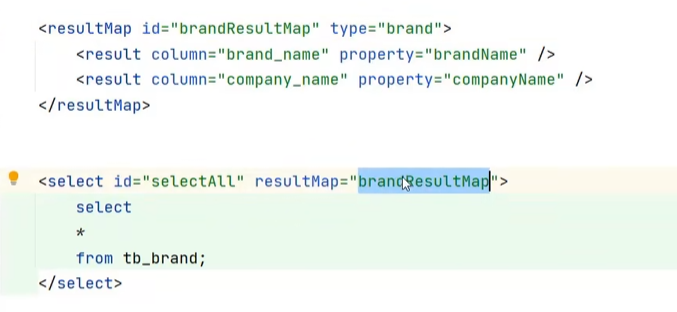 <resultMap id="brandResultMap" type="brand">
<result column="brand_name" property="brandName" />
<result column="company_name" property="companyName" />
</resultMap>
<select id="selectAll" resultMap="brandResultMap">
select
*
from tb_brand;
</select>